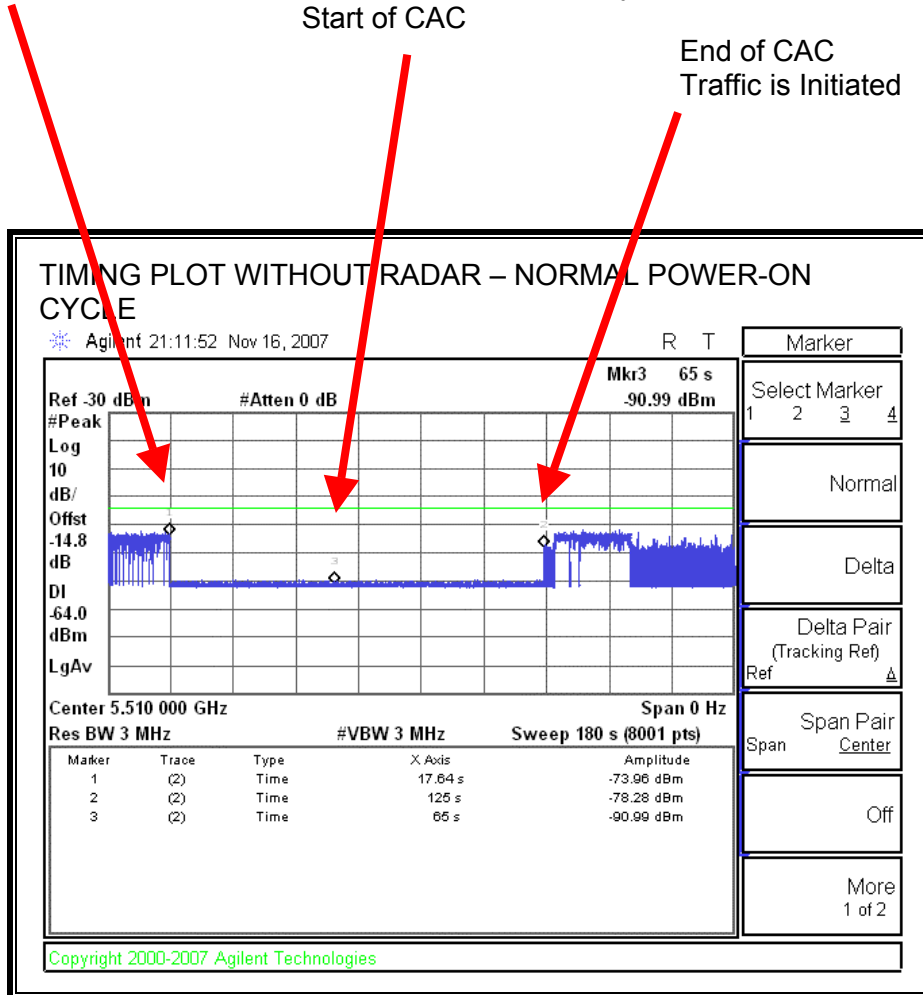 Start of CAC
End of CAC
Traffic is Initiated
TIMING PLOT WITHOUT RADAR – NORMAL POWER-ON
CYCLE
Agilent 21:11:52 Nov 16, 2007
R T
Mkr3 65 s
Ref -30 dBm #Atten 0 dB -90.99 dBm
#Peak
Log
10
dB/
Offst
-14.8
dB
DI
-64.0
dBm
LgAv
1
2
3
Center 5.510 000 GHz Span 0 Hz
Res BW 3 MHz #VBW 3 MHz Sweep 180 s (8001 pts)
Marker Trace Type X Axis Amplitude
1 (2) Time 17.64 s -73.96 dBm
2 (2) Time 125 s -78.28 dBm
3 (2) Time 65 s -90.99 dBm
Marker
Select Marker
1 2 3 4
Normal
Delta
Delta Pair
(Tracking Ref)
Ref Δ
Span Pair
Span Center
Off
More
1 of 2
Copyright 2000-2007 Agilent Technologies